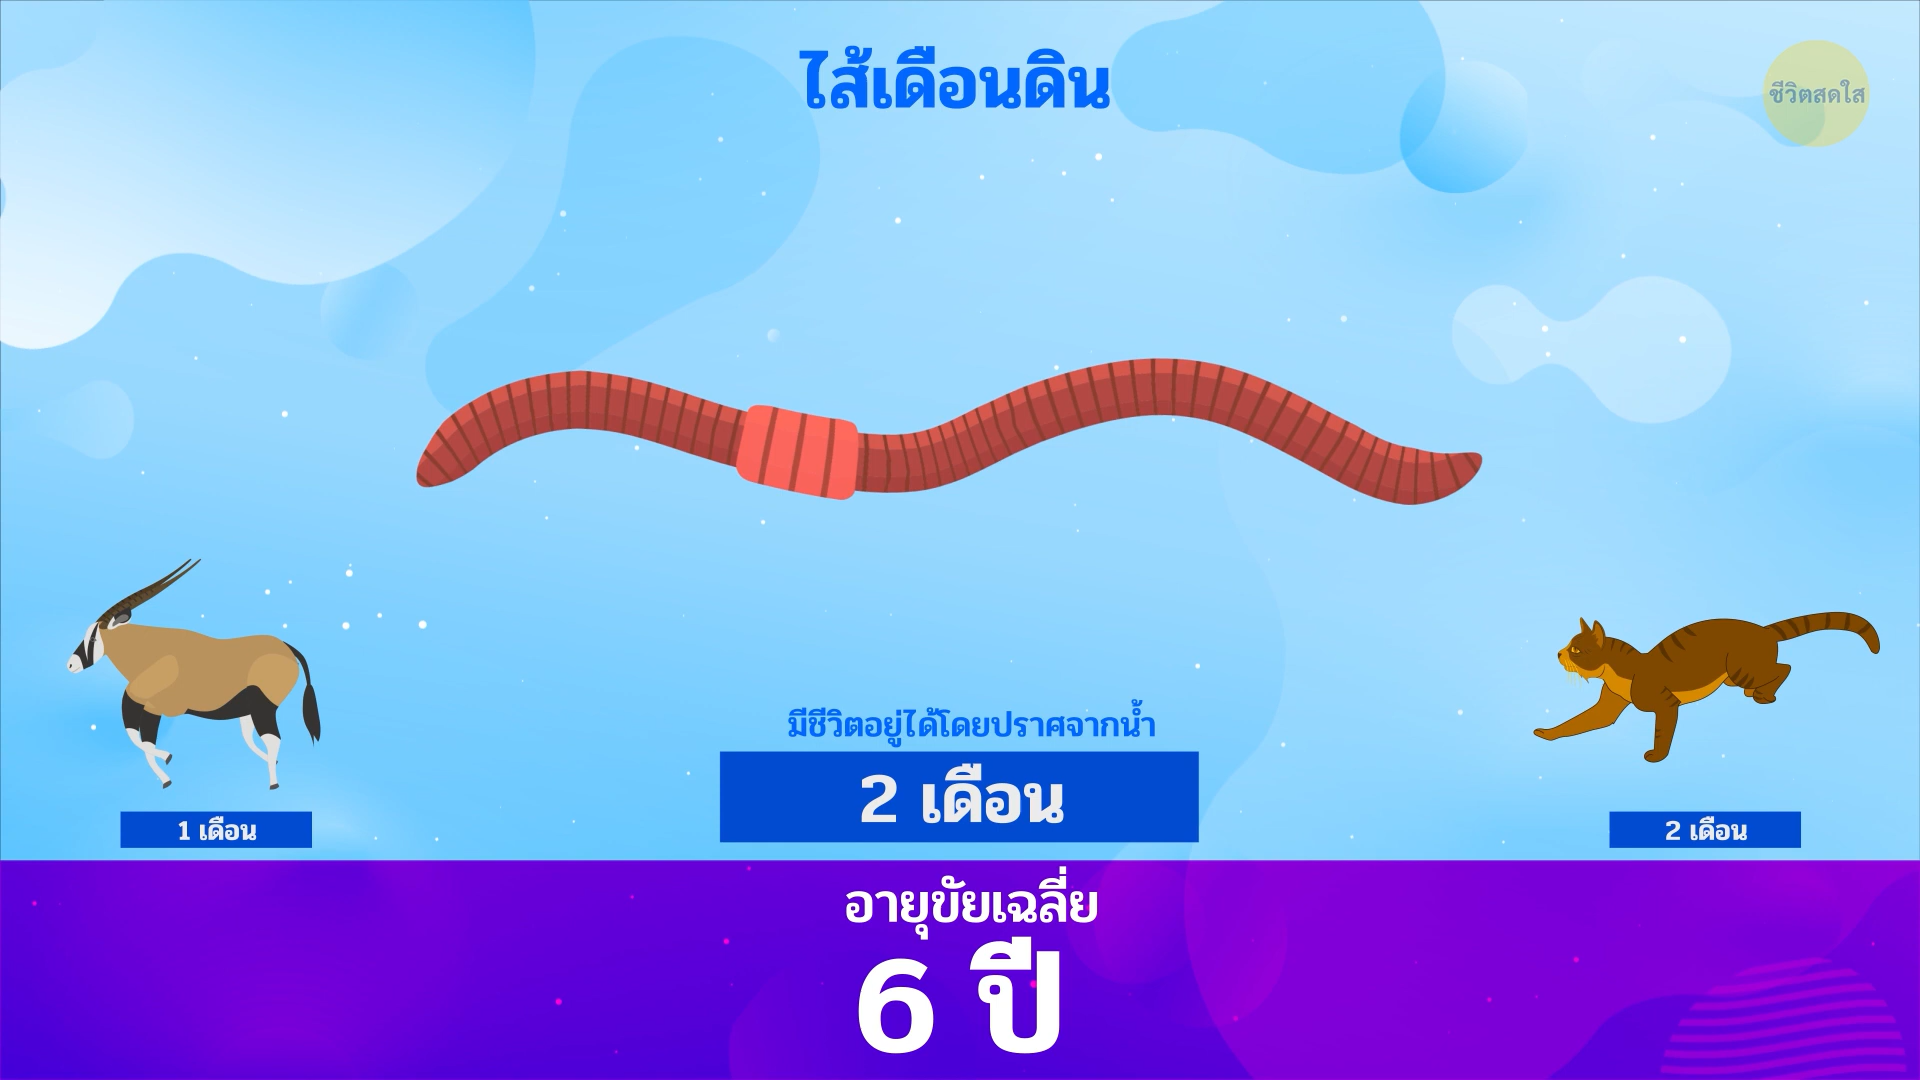 ไส้เดือนดิน
ชีวิตสดใส
มีชีวิตอยู่ได้โดยปราศจากน้ำ
2 เดือน
1 เดือน
2 เดือน
อายุขัยเฉลี่ย
6 ปี